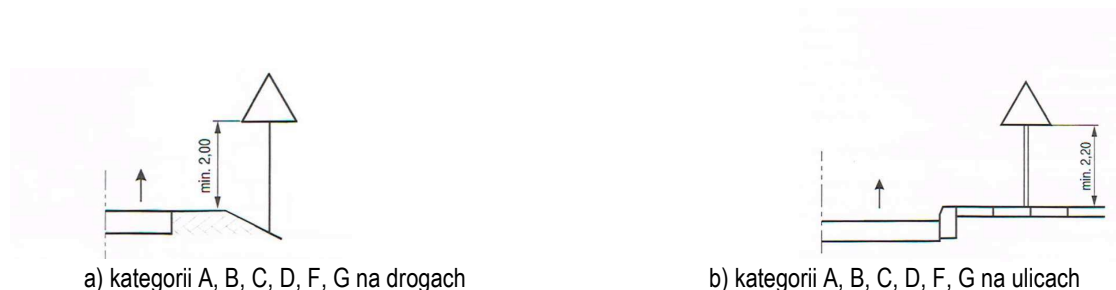 min. 2,00
min. 2,20
a) kategorii A, B, C, D, F, G na drogach
b) kategorii A, B, C, D, F, G na ulicach